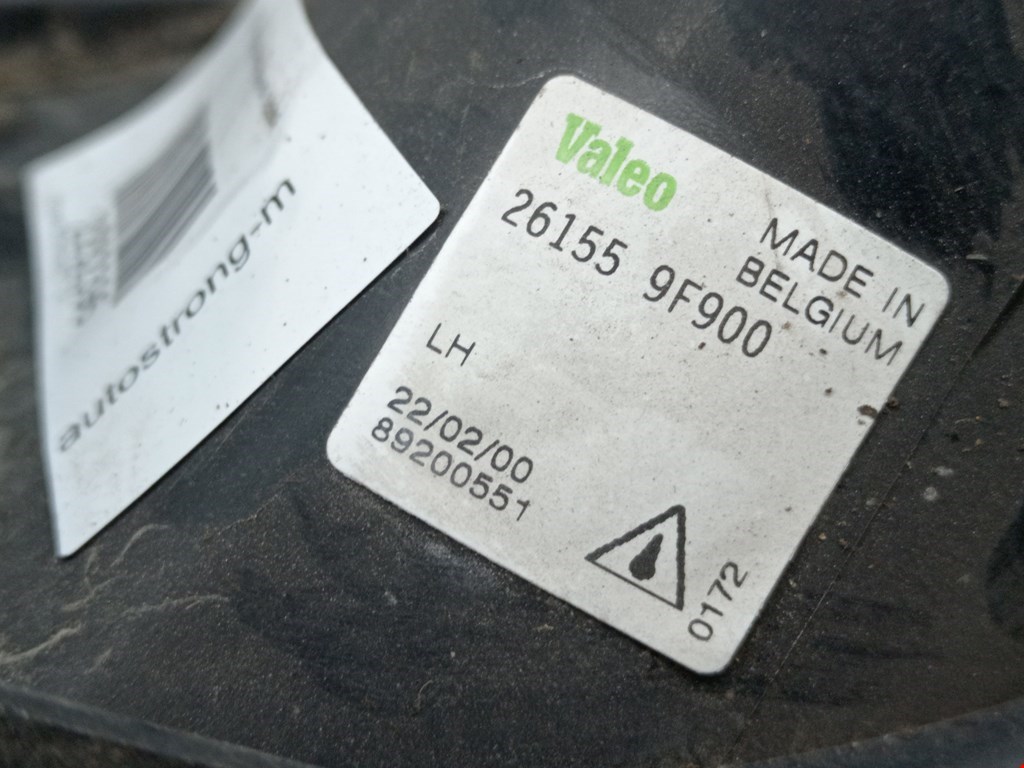 Valeo
26155 9F900
MADE IN
BELGIUM
LH
22/02/00
89200551
0172
autostrong-m